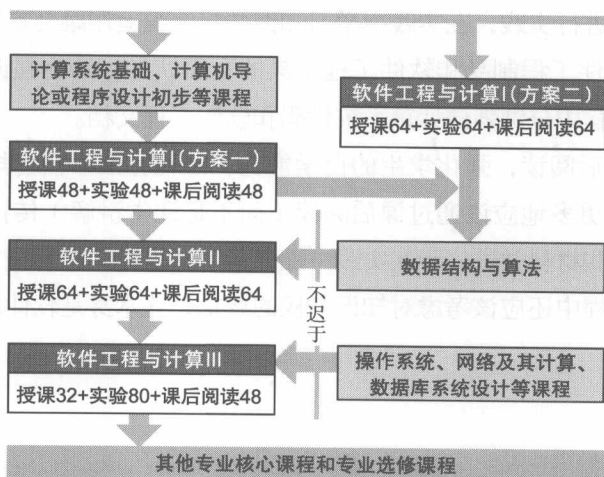 计算系统基础、计算机导
论或程序设计初步等课程
软件工程与计算I(方案二)
授课64+实验64+课后阅读64
软件工程与计算I(方案一)
授课48+实验48+课后阅读48
软件工程与计算II
授课64+实验64+课后阅读64
数据结构与算法
不迟于
软件工程与计算III
授课32+实验80+课后阅读48
操作系统、网络及其计算、
数据库系统设计等课程
其他专业核心课程和专业选修课程